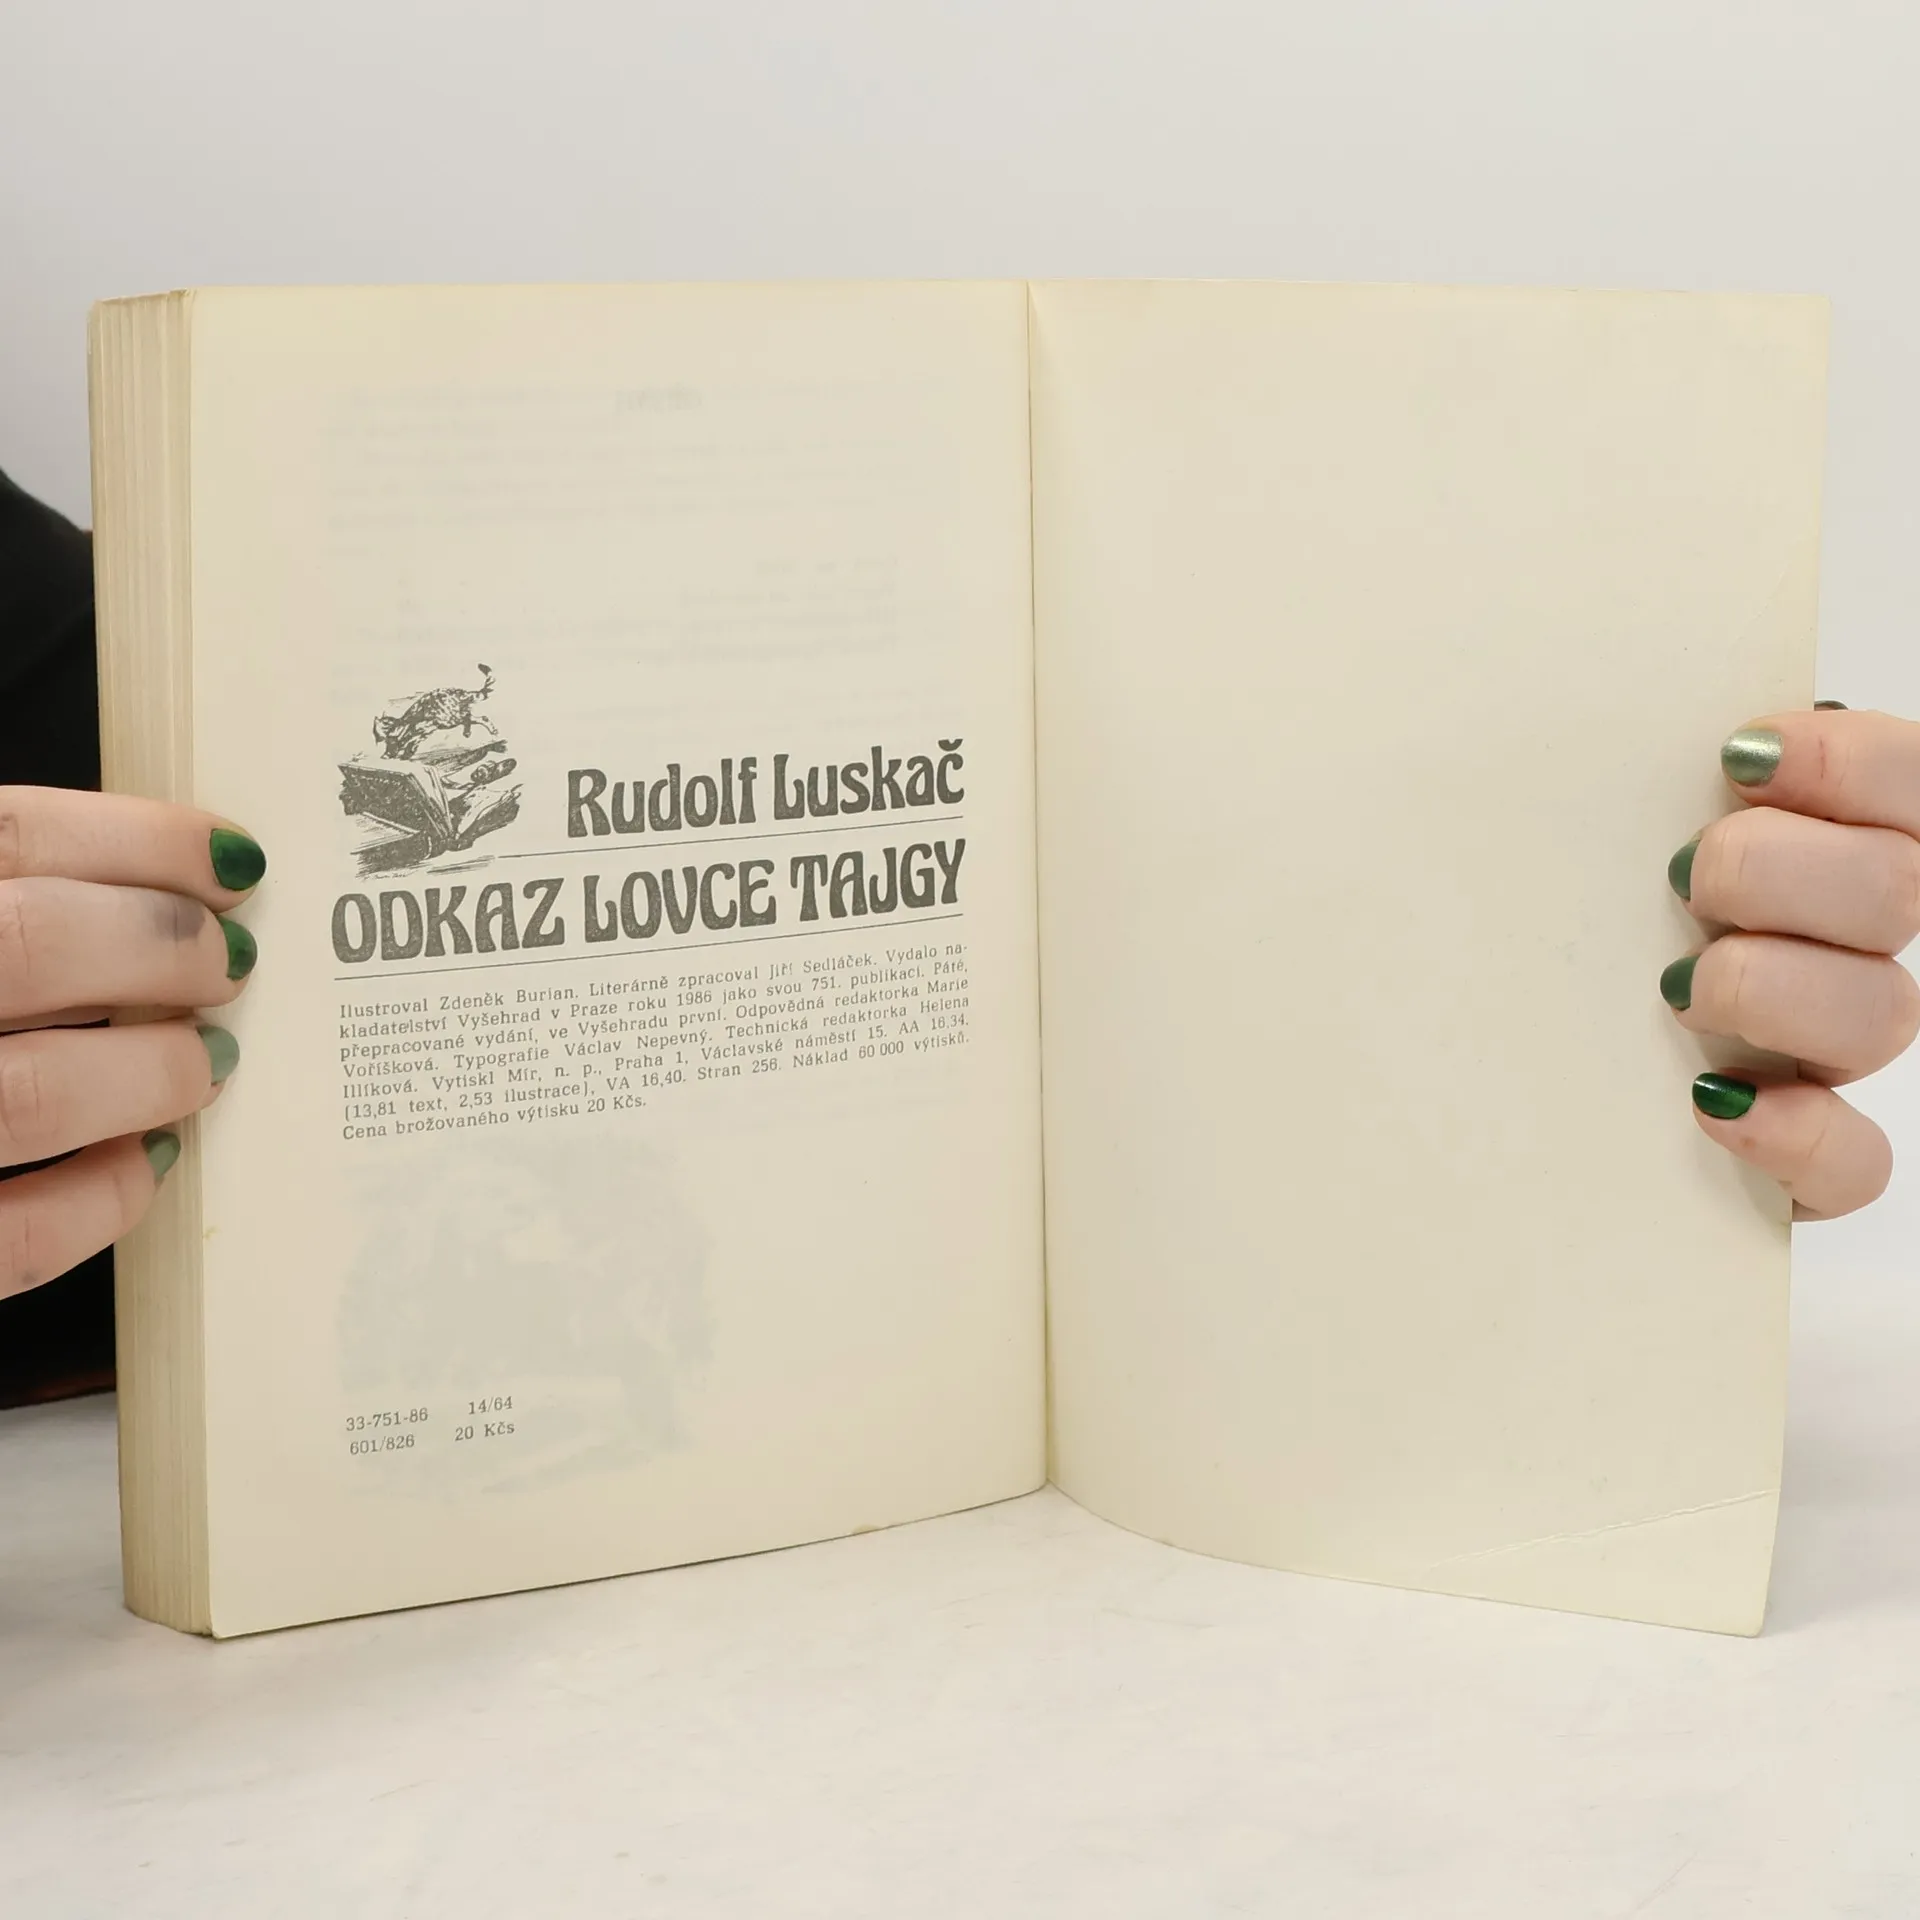 Rudolf Luskač
ODKAZ LOVCE TAJGY
Ilustroval Zdeněk Burian. Literárně zpracoval Jiří Sedláček. Vydalo na-
kladatelství Vyšehrad v Praze roku 1986 jako svou 751. publikaci. Páté,
přepracované vydání, ve Vyšehradu první. Odpovědná redaktorka Marie
Voříšková. Typografie Václav Nepevný. Technická redaktorka Helena
Illíková. Vytiskl Mír, n. p., Praha 1, Václavské náměstí 15. AA 16,34.
(13,81 text, 2,53 ilustrace), VA 16,40. Stran 256. Náklad 60 000 výtisků.
Cena brožovaného výtisku 20 Kčs.
33-751-86 14/64
601/826 20 Kčs